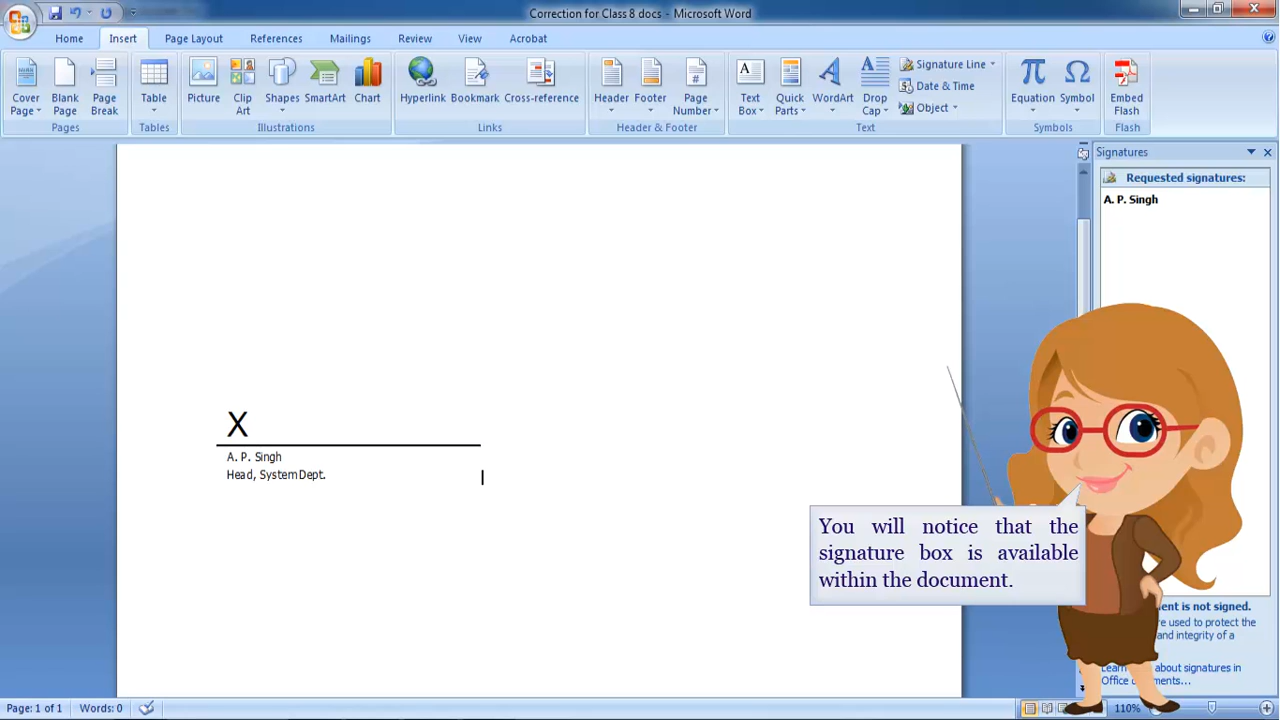 Correction for Class 8 docs - Microsoft Word
Home Insert Page Layout References Mailings Review View Acrobat
Cover Page Blank Page Page Break Table Picture Clip Art Shapes SmartArt Chart Hyperlink Bookmark Cross-reference Header Footer Page Number Text Box Quick Parts WordArt Drop Cap Signature Line Date & Time Object Equation Symbol Embed Flash
Pages Tables Illustrations Links Header & Footer Text Symbols Flash
Signatures
Requested signatures:
A. P. Singh
X
A. P. Singh
Head, System Dept.
You will notice that the
signature box is available
within the document.
ent is not signed.
re used to protect the
and integrity of a
Learn about signatures in
Office
Page: 1 of 1 Words: 0 110%